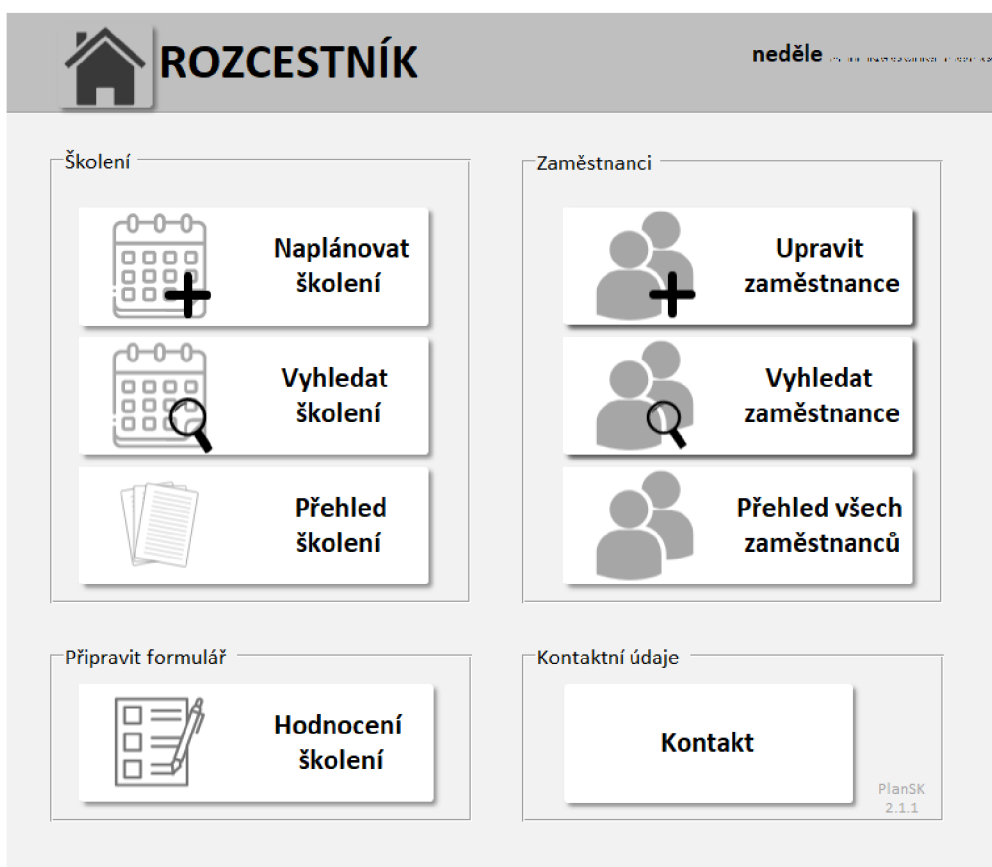 ROZCESTNÍK
neděle
Školení
Naplánovat
školení
Vyhledat
školení
Přehled
školení
Zaměstnanci
Upravit
zaměstnance
Vyhledat
zaměstnance
Přehled všech
zaměstnanců
Připravit formulář
Hodnocení
školení
Kontaktní údaje
Kontakt
PlanSK
2.1.1